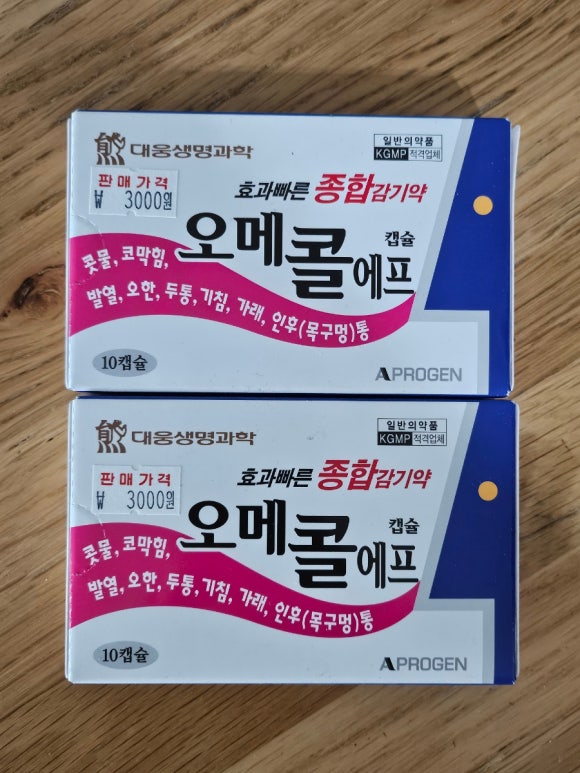 대웅생명과학
일반의약품
KGMP 적격업체
판매가격
₩ 3000원
효과빠른 종합감기약
오메콜에프 캡슐
콧물, 코막힘,
발열, 오한, 두통, 기침, 가래, 인후(목구멍)통
10캡슐
APROGEN
대웅생명과학
일반의약품
KGMP 적격업체
판매가격
₩ 3000원
효과빠른 종합감기약
오메콜에프 캡슐
콧물, 코막힘,
발열, 오한, 두통, 기침, 가래, 인후(목구멍)통
10캡슐
APROGEN